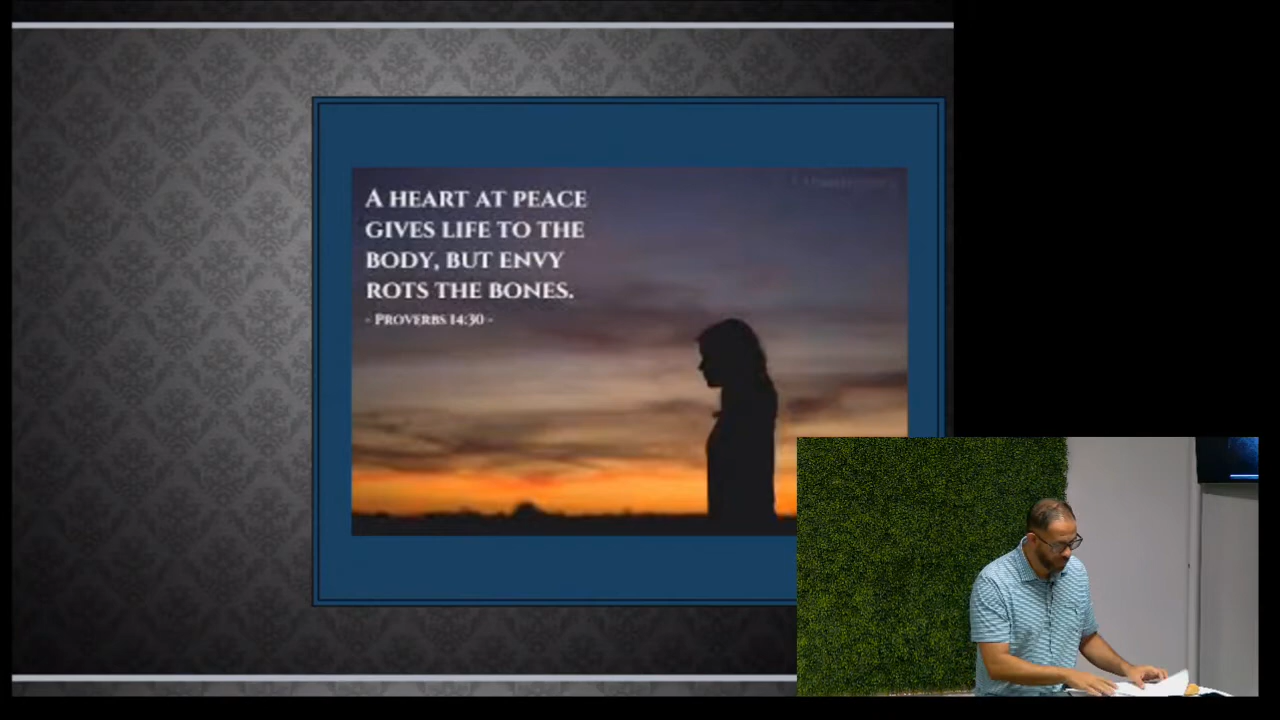 A HEART AT PEACE
GIVES LIFE TO THE
BODY, BUT ENVY
ROTS THE BONES.
- PROVERBS 14:30 -